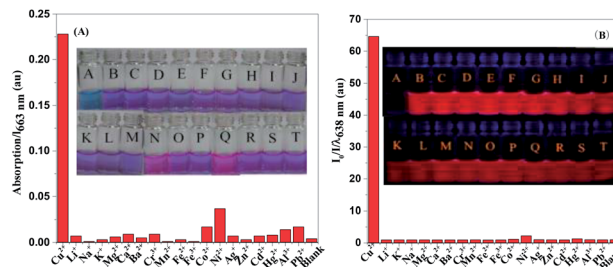 (A)
Absorption/I663 nm (au)
0.25
0.20
0.15
0.10
0.05
0.00
A B C D E F G H I J
K L M N O P Q R S T
Cu2+ Li+ Na+ K+ Mg2+ Ca2+ Ba2+ Cr3+ Mn2+ Fe2+ Fe3+ Co2+ Ni2+ Ag+ Zn2+ Cd2+ Hg2+ Al3+ Pb2+ Blank
(B)
I0/I/λ638 nm (au)
70
60
50
40
30
20
10
0
A B C D E F G H I J
K L M N O P Q R S T
Cu2+ Li+ Na+ K+ Mg2+ Ca2+ Ba2+ Cr3+ Mn2+ Fe2+ Fe3+ Co2+ Ni2+ Ag+ Zn2+ Cd2+ Hg2+ Al3+ Pb2+ Blank